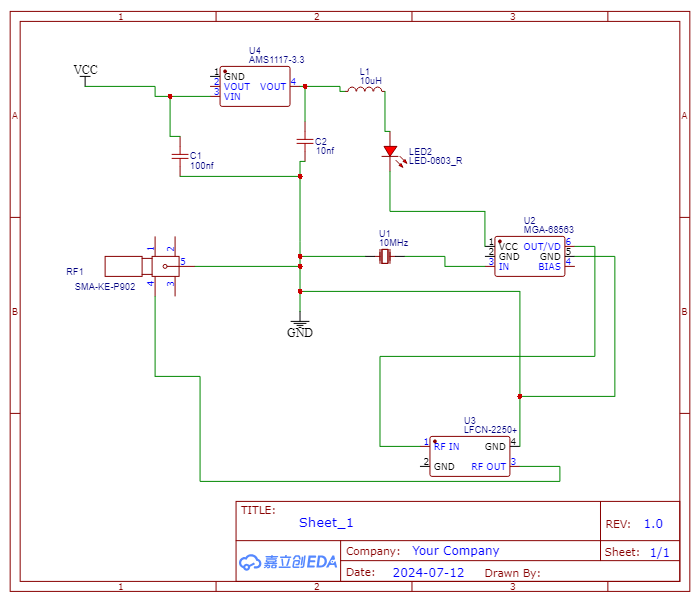 1 2 3
A A
B B
VCC
U4
AMS1117-3.3
1 GND
2 VOUT VOUT 4
3 VIN
L1
10uH
C1
100nf
C2
10nf
LED2
LED-0603_R
U1
10MHz
U2
MGA-68563
1 VCC OUT/VD 6
2 GND GND 5
3 IN BIAS 4
RF1
SMA-KE-P902
1 2
5
4 3
GND
U3
LFCN-2250+
1 RF IN GND 4
2 GND RF OUT 3
TITLE:
Sheet_1
REV: 1.0
嘉立创EDA
Company: Your Company
Sheet: 1/1
Date: 2024-07-12 Drawn By:
1 2 3